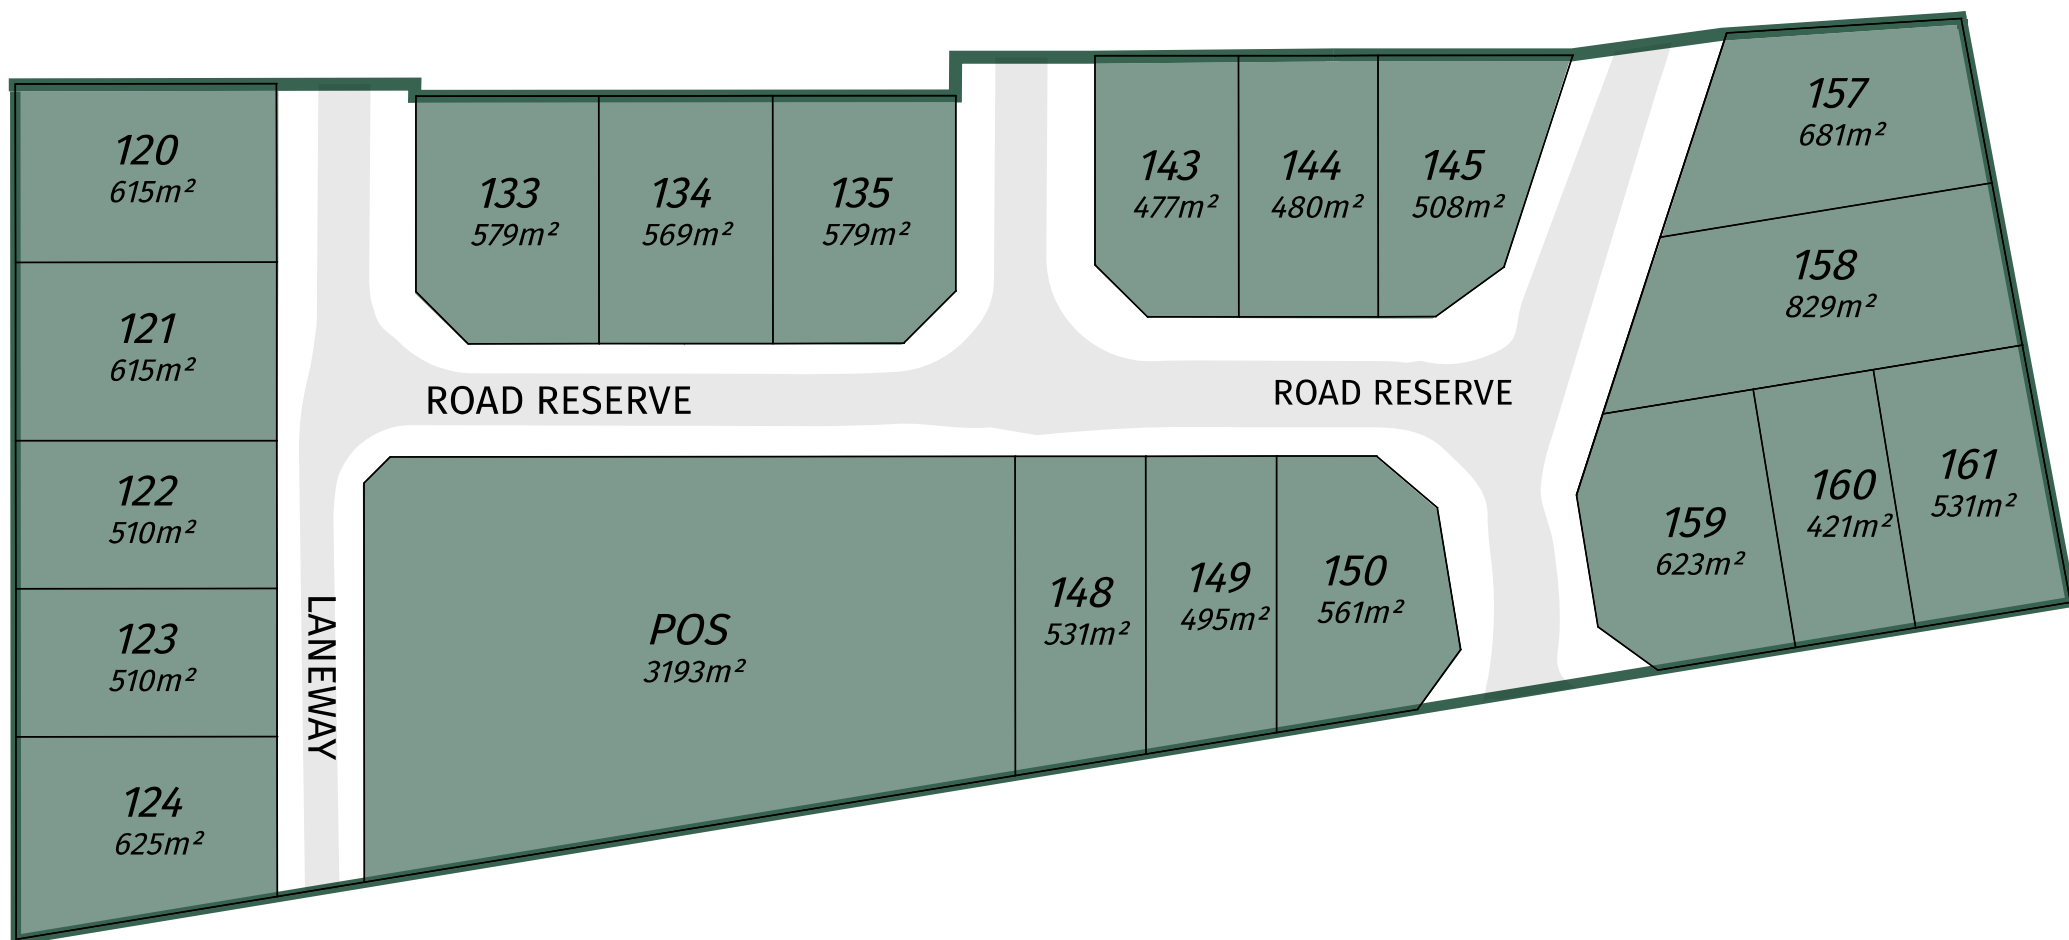 120
615m²
121
615m²
122
510m²
123
510m²
124
625m²
LANEWAY
133
579m²
134
569m²
135
579m²
ROAD RESERVE
143
477m²
144
480m²
145
508m²
ROAD RESERVE
POS
3193m²
148
531m²
149
495m²
150
561m²
157
681m²
158
829m²
159
623m²
160
421m²
161
531m²